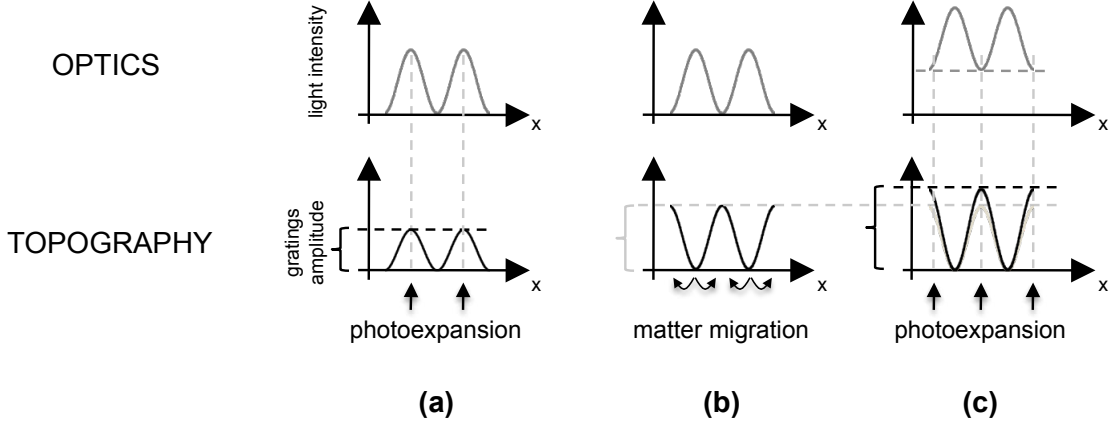 OPTICS
light intensity
x
x
x
TOPOGRAPHY
gratings
amplitude
x
x
x
photoexpansion
matter migration
photoexpansion
(a)
(b)
(c)